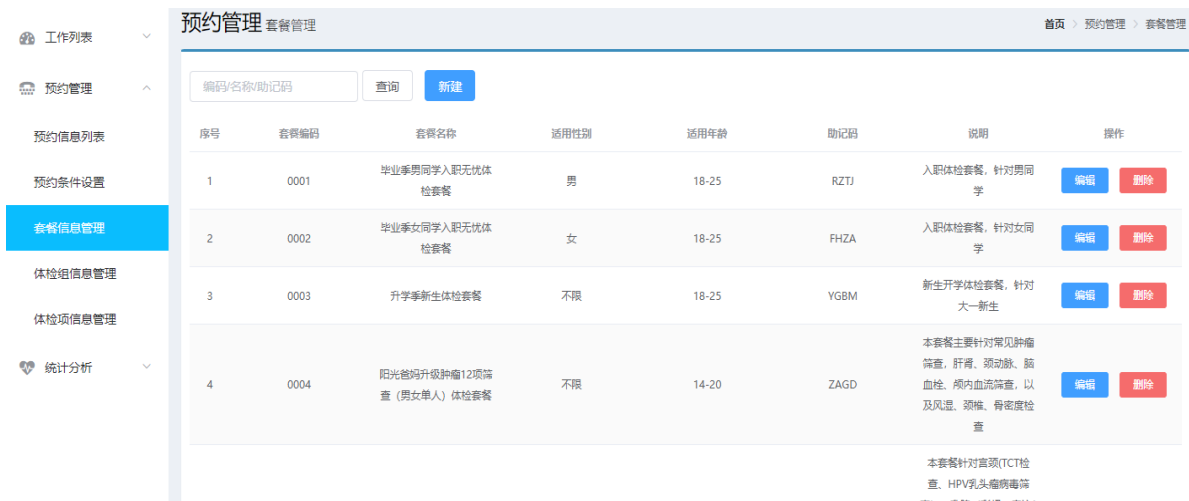 工作列表
预约管理
预约信息列表
预约条件设置
套餐信息管理
体检组信息管理
体检项信息管理
统计分析
预约管理 套餐管理
首页 > 预约管理 > 套餐管理
编码/名称/助记码 查询 新建
序号 套餐编码 套餐名称 适用性别 适用年龄 助记码 说明 操作
1 0001 毕业季男同学入职无忧体 男 18-25 RZTJ 入职体检套餐，针对男同 编辑 删除
检套餐 学
2 0002 毕业季女同学入职无忧体 女 18-25 FHZA 入职体检套餐，针对女同 编辑 删除
检套餐 学
3 0003 升学季新生体检套餐 不限 18-25 YGBM 新生开学体检套餐，针对 编辑 删除
大一新生
本套餐主要针对常见肿瘤
筛查，肝肾、颈动脉、脑
4 0004 阳光爸妈升级肿瘤12项筛 不限 14-20 ZAGD 血栓、颅内血流筛查，以 编辑 删除
查（男女单人）体检套餐 及风湿、颈椎、骨密度检
查
本套餐针对宫颈(TCT检
查、HPV乳头瘤病毒筛